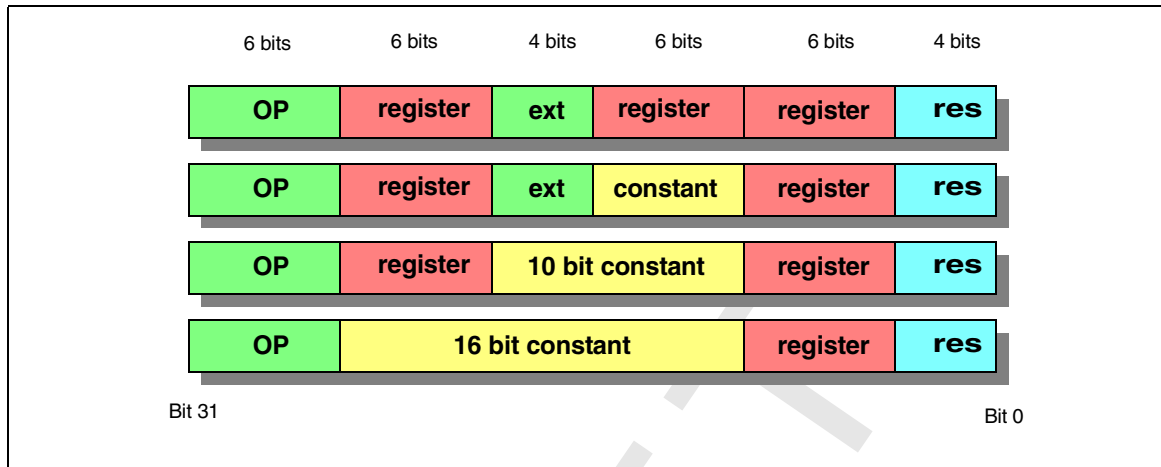 6 bits 6 bits 4 bits 6 bits 6 bits 4 bits
OP register ext register register res
OP register ext constant register res
OP register 10 bit constant register res
OP 16 bit constant register res
Bit 31 Bit 0